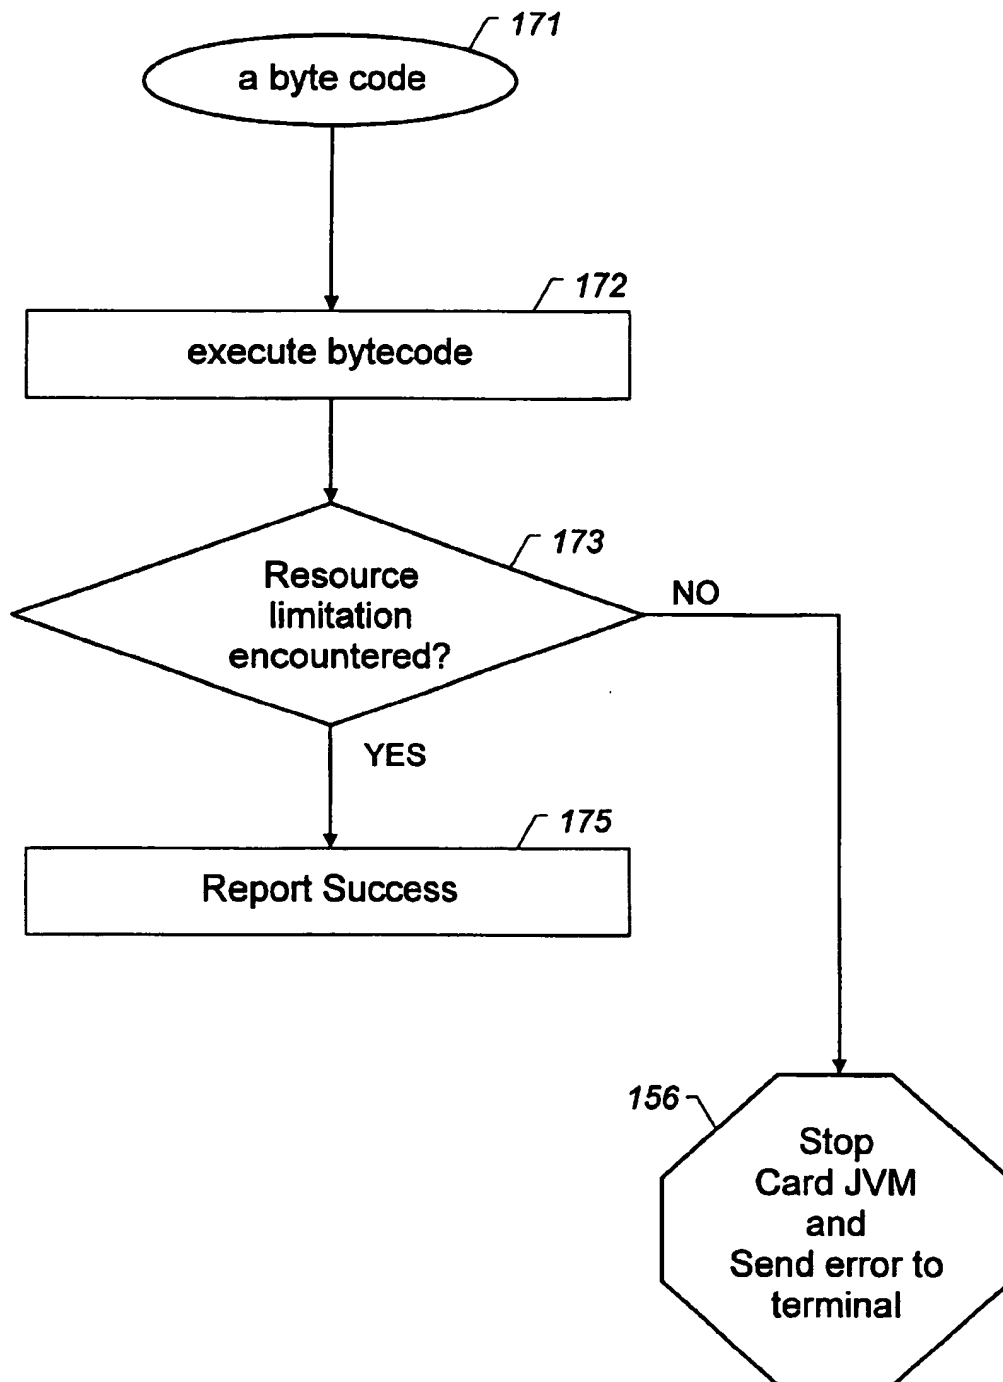 171
a byte code
172
execute bytecode
173
Resource
limitation
encountered?
NO
YES
175
Report Success
156
Stop
Card JVM
and
Send error to
terminal